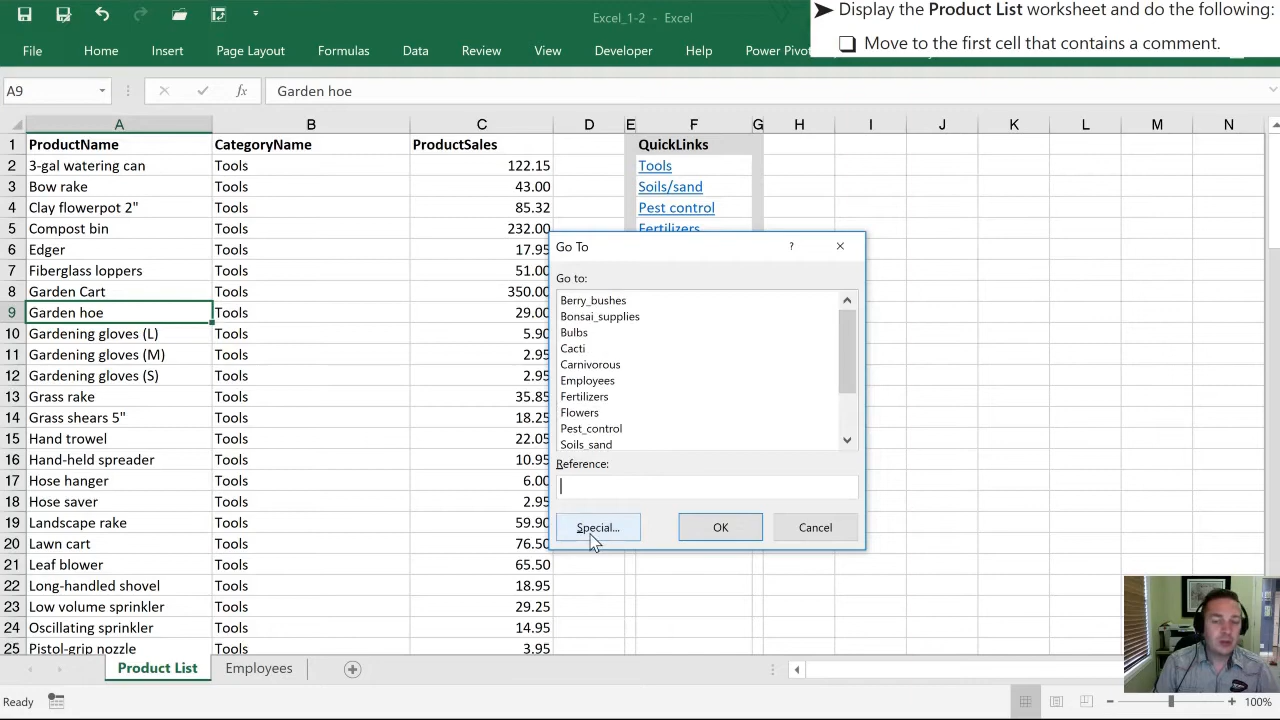 Excel_1-2 - Excel
➤ Display the Product List worksheet and do the following:
❑ Move to the first cell that contains a comment.
File Home Insert Page Layout Formulas Data Review View Developer Help Power Pivot
A9 fx Garden hoe
A B C D E F G H I J K L M N
1 ProductName CategoryName ProductSales QuickLinks
2 3-gal watering can Tools 122.15 Tools
3 Bow rake Tools 43.00 Soils/sand
4 Clay flowerpot 2" Tools 85.32 Pest control
5 Compost bin Tools 232.00 Fertilizers
6 Edger Tools 17.95
7 Fiberglass loppers Tools 51.00
8 Garden Cart Tools 350.00
9 Garden hoe Tools 29.00
10 Gardening gloves (L) Tools 5.90
11 Gardening gloves (M) Tools 2.95
12 Gardening gloves (S) Tools 2.95
13 Grass rake Tools 35.85
14 Grass shears 5" Tools 18.25
15 Hand trowel Tools 22.05
16 Hand-held spreader Tools 10.95
17 Hose hanger Tools 6.00
18 Hose saver Tools 2.95
19 Landscape rake Tools 59.90
20 Lawn cart Tools 76.50
21 Leaf blower Tools 65.50
22 Long-handled shovel Tools 18.95
23 Low volume sprinkler Tools 29.25
24 Oscillating sprinkler Tools 14.95
25 Pistol-grip nozzle Tools 3.95
Go To ?
Go to:
Berry_bushes
Bonsai_supplies
Bulbs
Cacti
Carnivorous
Employees
Fertilizers
Flowers
Pest_control
Soils_sand
Reference:
Special... OK Cancel
Product List Employees
Ready 100%